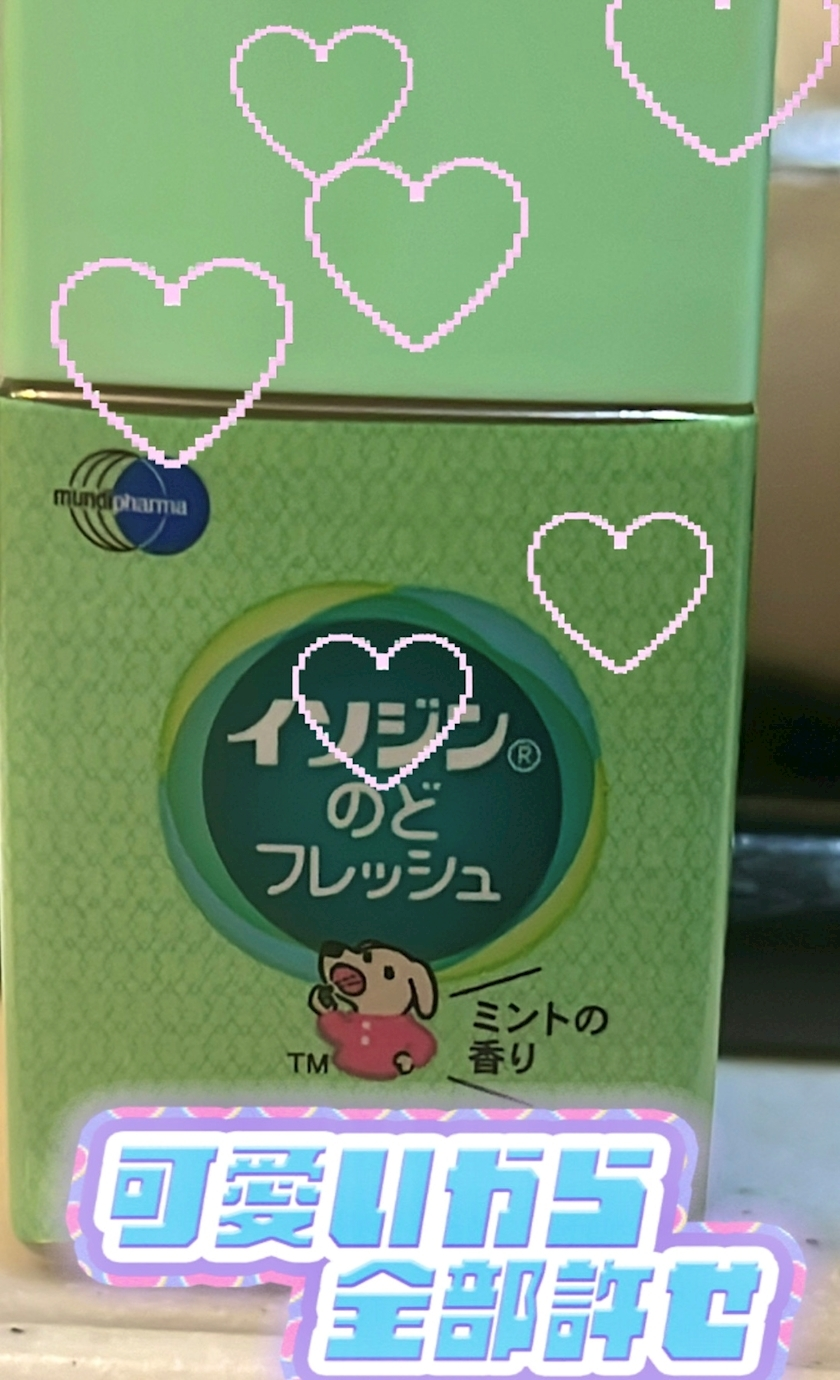 mundipharma
イソジン®
のど
フレッシュ
ミントの
香り
TM
可愛いから
全部許せ